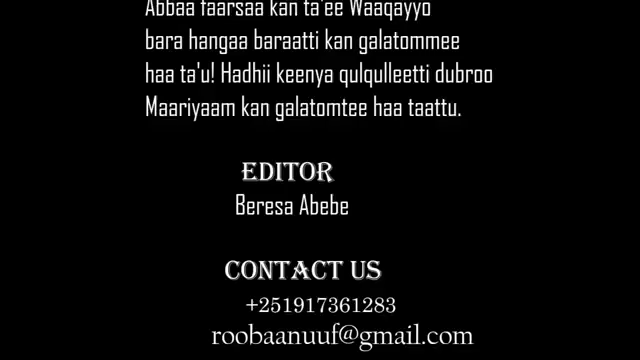 Abbaa faarsaa kan ta'ee Waaqayyo
bara hangaa baraatti kan galatommee
haa ta'u! Hadhii keenya qulqulleetti dubroo
Maariyaam kan galatomtee haa taattu.
EDITOR
Beresa Abebe
CONTACT US
+251917361283
roobaanuuf@gmail.com